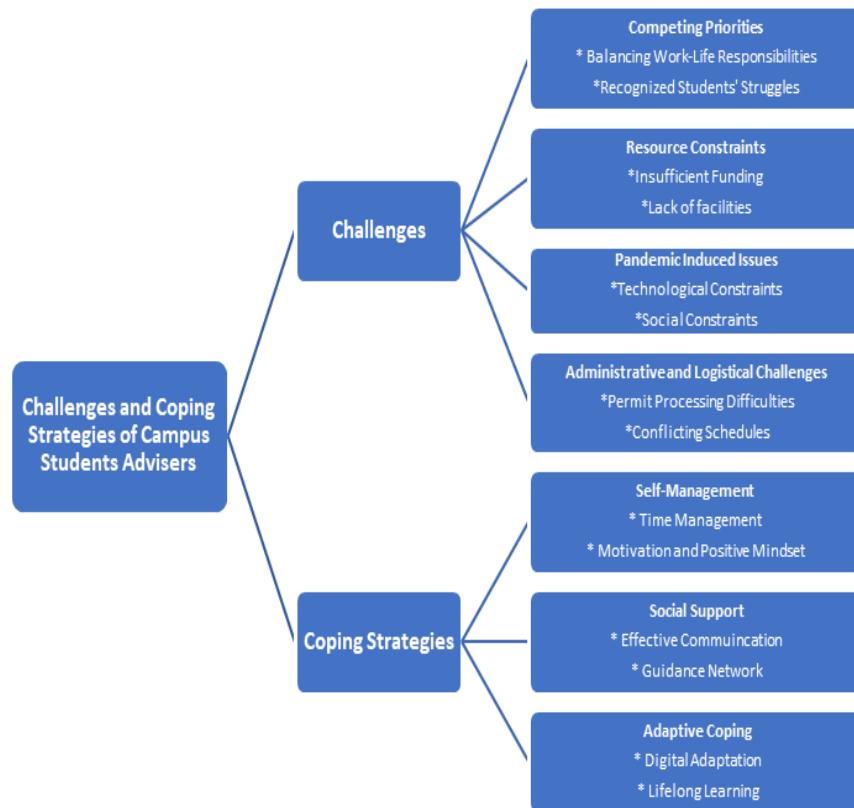 Challenges and Coping
Strategies of Campus
Students Advisers
Challenges
Competing Priorities
* Balancing Work-Life Responsibilities
*Recognized Students' Struggles
Resource Constraints
*Insufficient Funding
*Lack of facilities
Pandemic Induced Issues
*Technological Constraints
*Social Constraints
Administrative and Logistical Challenges
*Permit Processing Difficulties
*Conflicting Schedules
Coping Strategies
Self-Management
* Time Management
* Motivation and Positive Mindset
Social Support
* Effective Commuincation
* Guidance Network
Adaptive Coping
* Digital Adaptation
* Lifelong Learning